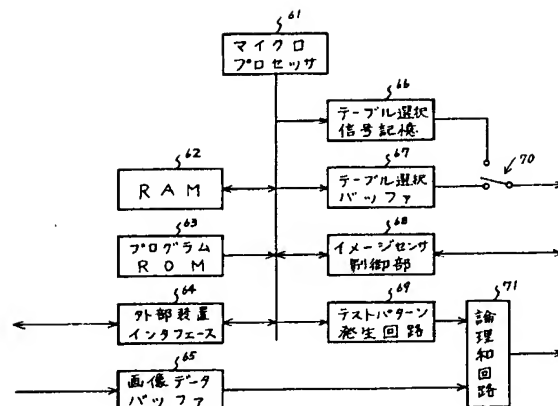 61
マイクロ
プロセッサ
66
テーブル選択
信号記憶
62
RAM
67
テーブル選択
バッファ
70
63
プログラム
ROM
68
イメージセンサ
制御部
64
外部装置
インタフェース
69
テストパターン
発生回路
71
論理和回路
65
画像データ
バッファ